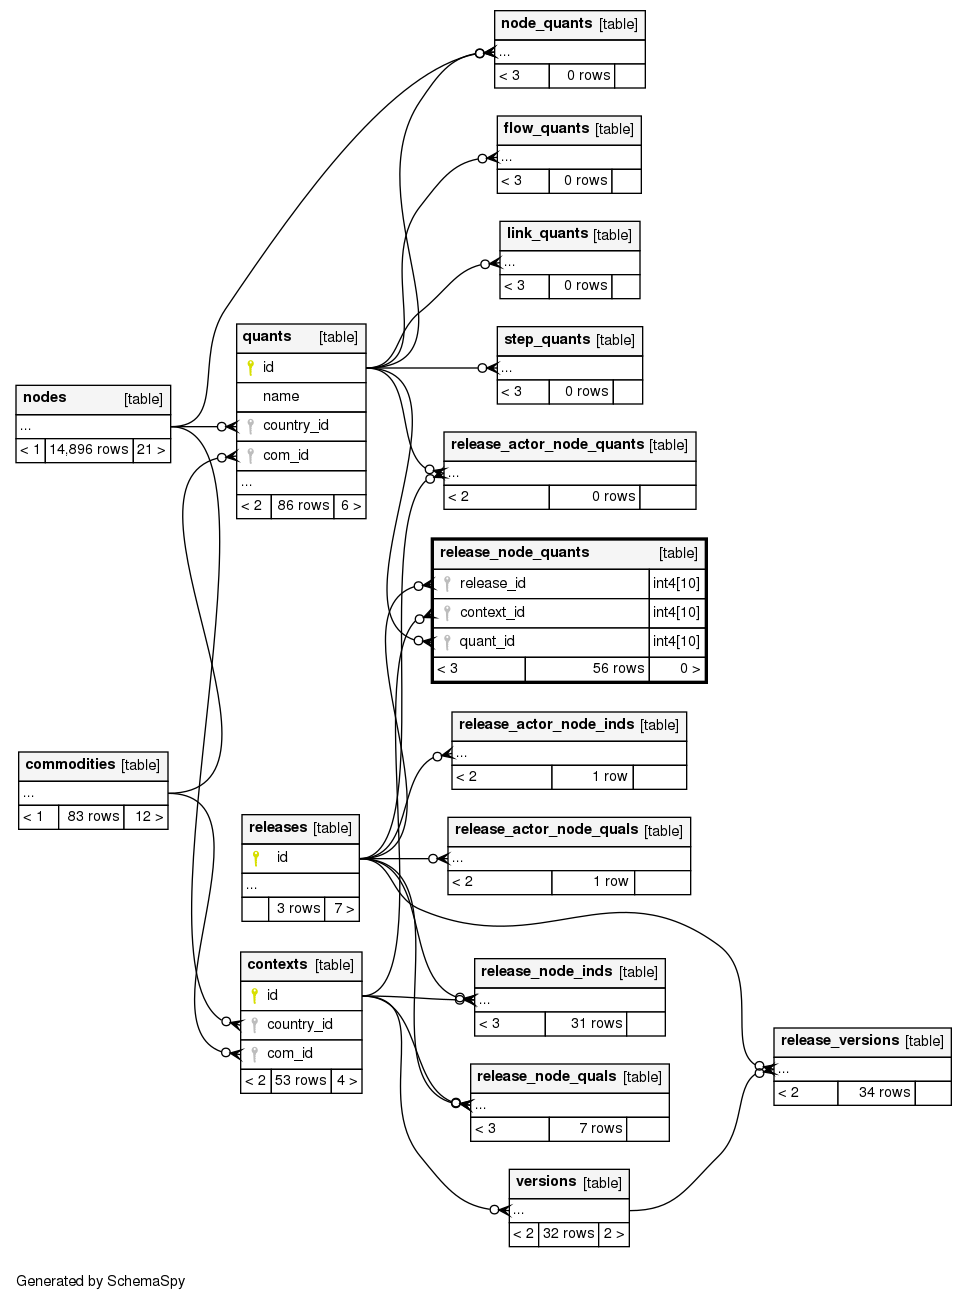 node_quants [table]
...
< 3 0 rows
flow_quants [table]
...
< 3 0 rows
link_quants [table]
...
< 3 0 rows
step_quants [table]
...
< 3 0 rows
quants [table]
id
name
country_id
com_id
...
< 2 86 rows 6 >
nodes [table]
...
< 1 14,896 rows 21 >
release_actor_node_quants [table]
...
< 2 0 rows
release_node_quants [table]
release_id int4[10]
context_id int4[10]
quant_id int4[10]
< 3 56 rows 0 >
release_actor_node_inds [table]
...
< 2 1 row
commodities [table]
...
< 1 83 rows 12 >
releases [table]
id
...
3 rows 7 >
release_actor_node_quals [table]
...
< 2 1 row
contexts [table]
id
country_id
com_id
< 2 53 rows 4 >
release_node_inds [table]
...
< 3 31 rows
release_versions [table]
...
< 2 34 rows
release_node_quals [table]
...
< 3 7 rows
versions [table]
...
< 2 32 rows 2 >
Generated by SchemaSpy